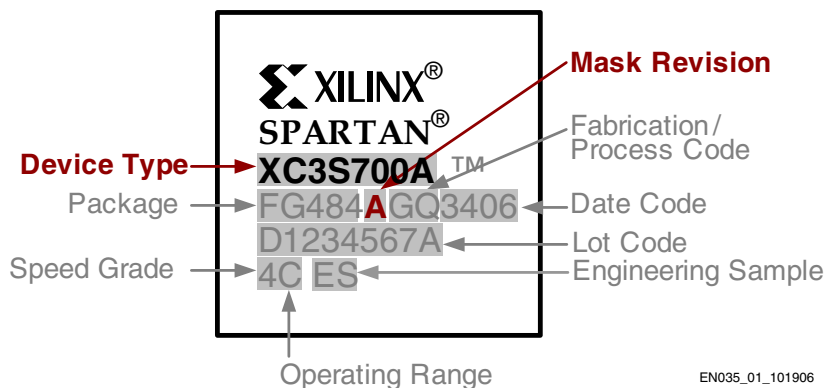 XILINX®
SPARTAN®
Mask Revision
Device Type
XC3S700A ™
Fabrication/
Process Code
Package
FG484AGQ3406
Date Code
D1234567A
Lot Code
Speed Grade
4C ES
Engineering Sample
Operating Range
EN035_01_101906